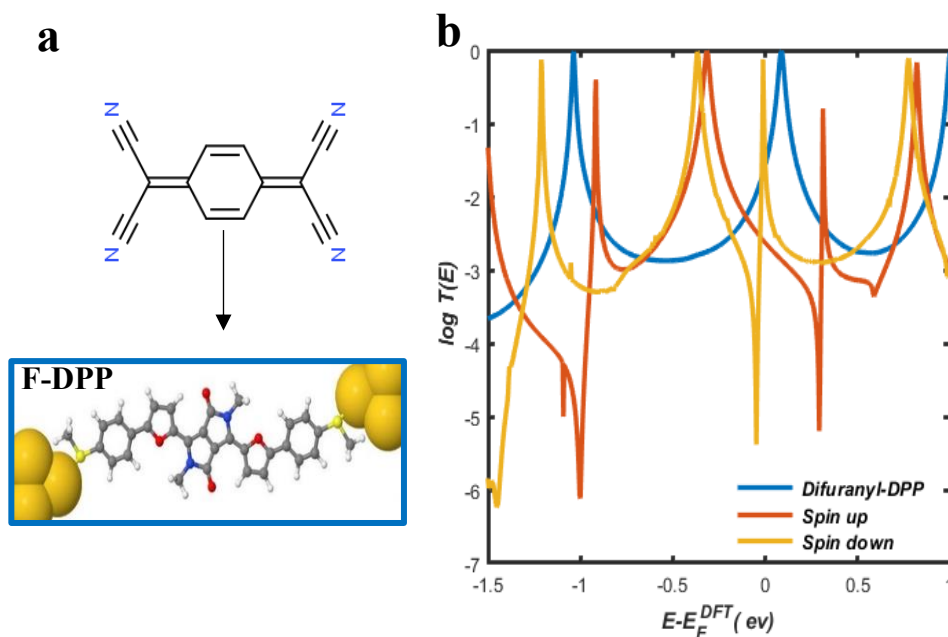 a
N
N
N
N
F-DPP
b
log T(E)
0
-1
-2
-3
-4
-5
-6
-7
Difuranyl-DPP
Spin up
Spin down
-1.5
-1
-0.5
0
0.5
1
E-E_F^DFT( ev)